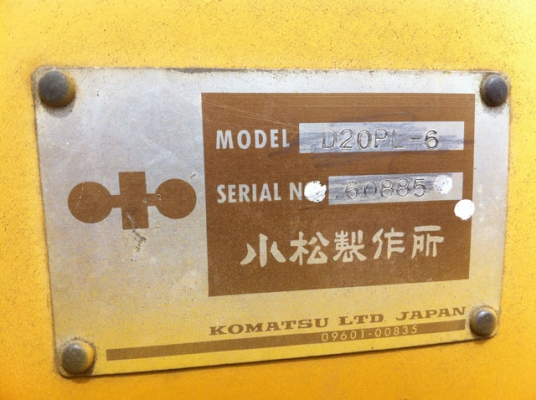 MODEL D20PL-6
SERIAL NO. 60885
小松製作所
KOMATSU LTD. JAPAN
09601-00835